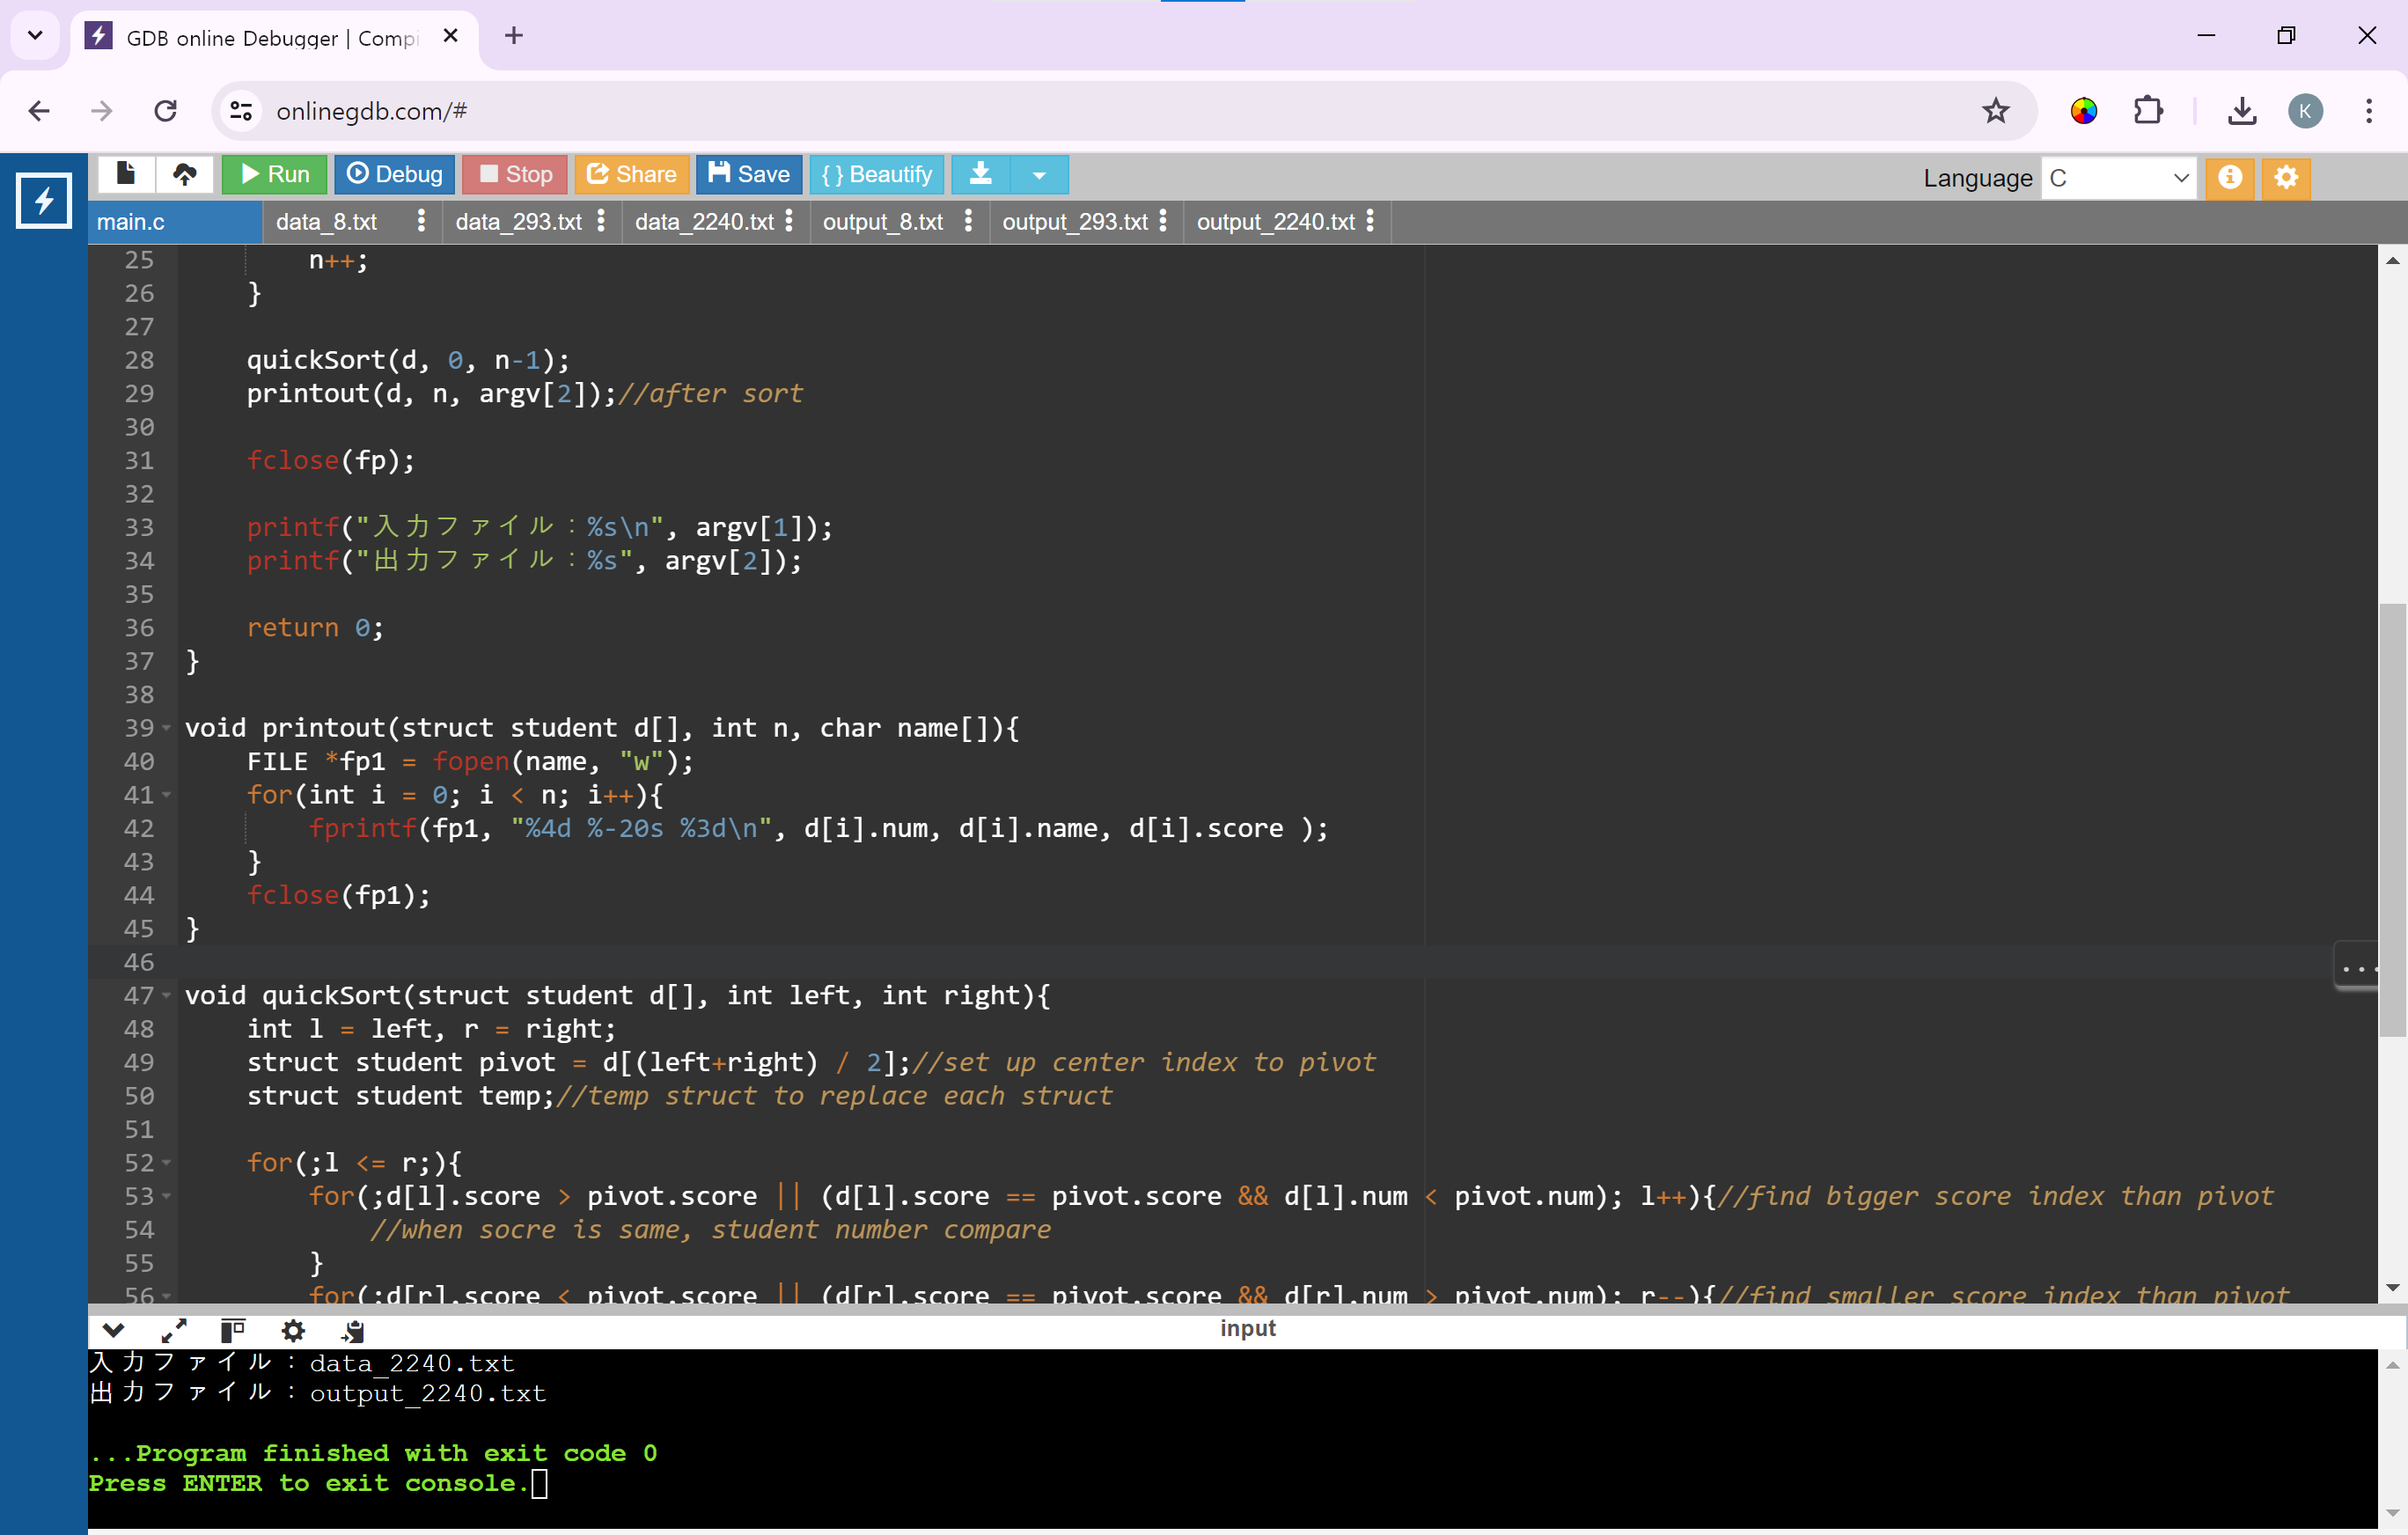 GDB online Debugger | Compi
onlinegdb.com/#
K
Run Debug Stop Share Save { } Beautify
Language C
main.c data_8.txt data_293.txt data_2240.txt output_8.txt output_293.txt output_2240.txt
25 n++;
26 }
27
28 quickSort(d, 0, n-1);
29 printout(d, n, argv[2]);//after sort
30
31 fclose(fp);
32
33 printf("入力ファイル：%s\n", argv[1]);
34 printf("出力ファイル：%s", argv[2]);
35
36 return 0;
37 }
38
39 void printout(struct student d[], int n, char name[]){
40 FILE *fp1 = fopen(name, "w");
41 for(int i = 0; i < n; i++){
42 fprintf(fp1, "%4d %-20s %3d\n", d[i].num, d[i].name, d[i].score );
43 }
44 fclose(fp1);
45 }
46
47 void quickSort(struct student d[], int left, int right){
48 int l = left, r = right;
49 struct student pivot = d[(left+right) / 2];//set up center index to pivot
50 struct student temp;//temp struct to replace each struct
51
52 for(;l <= r;){
53 for(;d[l].score > pivot.score || (d[l].score == pivot.score && d[l].num < pivot.num); l++){//find bigger score index than pivot
54 //when socre is same, student number compare
55 }
56 for(;d[r].score < pivot.score || (d[r].score == pivot.score && d[r].num > pivot.num); r--){//find smaller score index than pivot
...
input
入力ファイル：data_2240.txt
出力ファイル：output_2240.txt
...Program finished with exit code 0
Press ENTER to exit console.